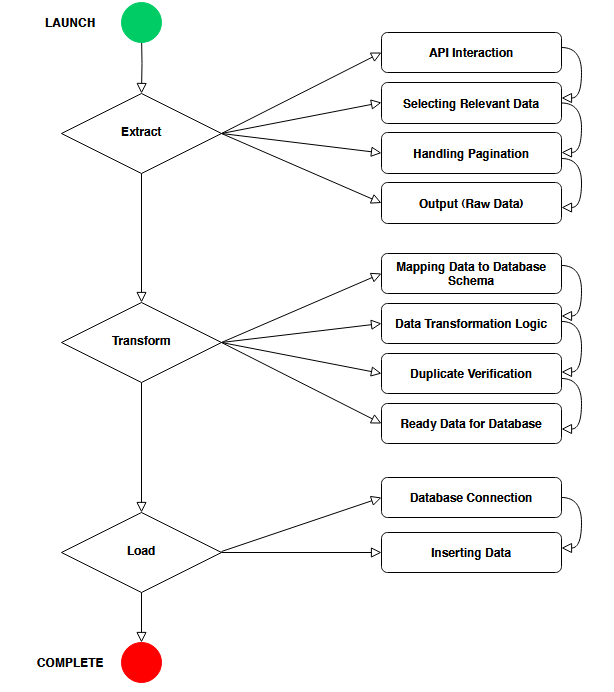 LAUNCH
API Interaction
Selecting Relevant Data
Extract
Handling Pagination
Output (Raw Data)
Mapping Data to Database
Schema
Data Transformation Logic
Transform
Duplicate Verification
Ready Data for Database
Database Connection
Load
Inserting Data
COMPLETE